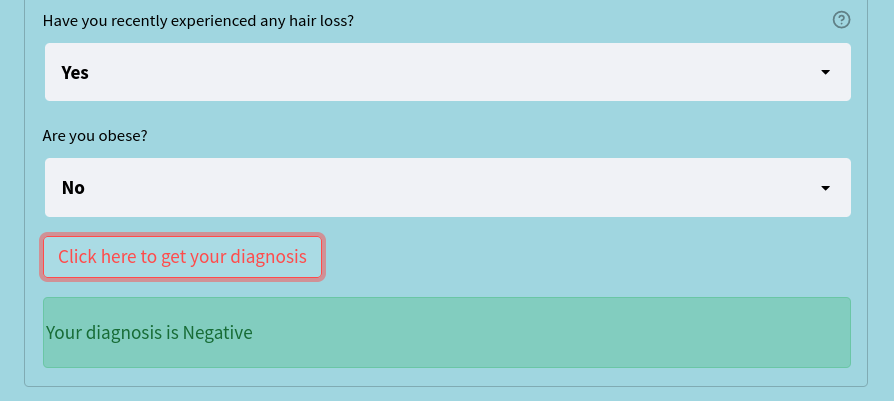 Have you recently experienced any hair loss?
Yes
Are you obese?
No
Click here to get your diagnosis
Your diagnosis is Negative